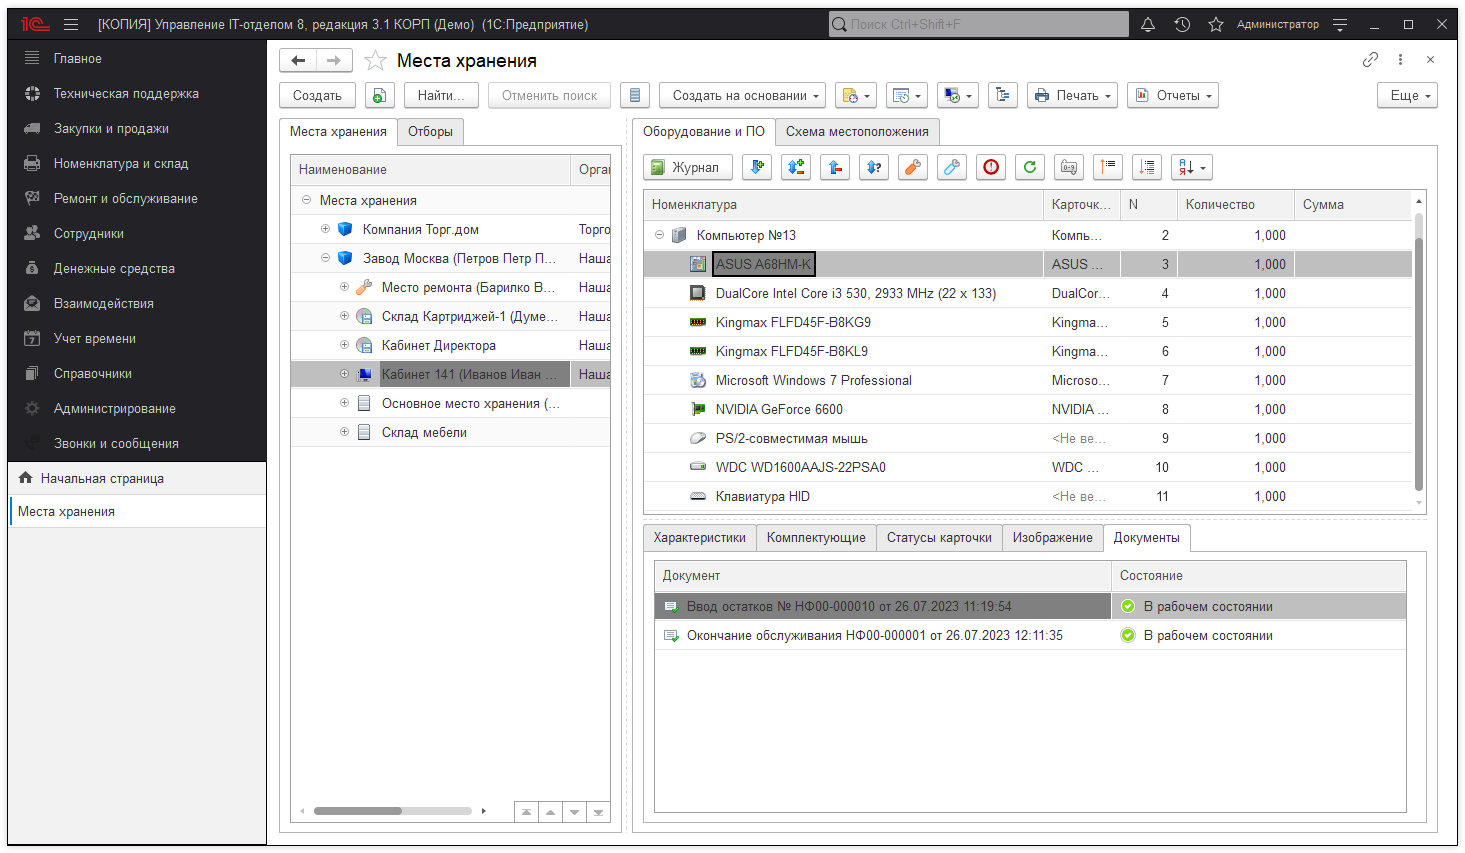 [КОПИЯ] Управление IT-отделом 8, редакция 3.1 КОРП (Демо) (1С:Предприятие)
Поиск Ctrl+Shift+F
Администратор
Главное
Техническая поддержка
Закупки и продажи
Номенклатура и склад
Ремонт и обслуживание
Сотрудники
Денежные средства
Взаимодействия
Учет времени
Справочники
Администрирование
Звонки и сообщения
Начальная страница
Места хранения
Места хранения
Создать
Найти...
Отменить поиск
Создать на основании
Печать
Отчеты
Еще
Места хранения
Отборы
Наименование Орган
Места хранения
Компания Торг.дом Торго
Завод Москва (Петров Петр П... Наша
Место ремонта (Барилко В... Наша
Склад Картриджей-1 (Думе... Наша
Кабинет Директора Наша
Кабинет 141 (Иванов Иван ... Наша
Основное место хранения (...
Склад мебели
Оборудование и ПО
Схема местоположения
Журнал
Номенклатура Карточк... N Количество Сумма
Компьютер №13 Компь... 2 1,000
ASUS A68HM-K ASUS ... 3 1,000
DualCore Intel Core i3 530, 2933 MHz (22 x 133) DualCor... 4 1,000
Kingmax FLFD45F-B8KG9 Kingma... 5 1,000
Kingmax FLFD45F-B8KL9 Kingma... 6 1,000
Microsoft Windows 7 Professional Microso... 7 1,000
NVIDIA GeForce 6600 NVIDIA ... 8 1,000
PS/2-совместимая мышь <Не ве... 9 1,000
WDC WD1600AAJS-22PSA0 WDC ... 10 1,000
Клавиатура HID <Не ве... 11 1,000
Характеристики
Комплектующие
Статусы карточки
Изображение
Документы
Документ Состояние
Ввод остатков № НФ00-000010 от 26.07.2023 11:19:54 В рабочем состоянии
Окончание обслуживания НФ00-000001 от 26.07.2023 12:11:35 В рабочем состоянии